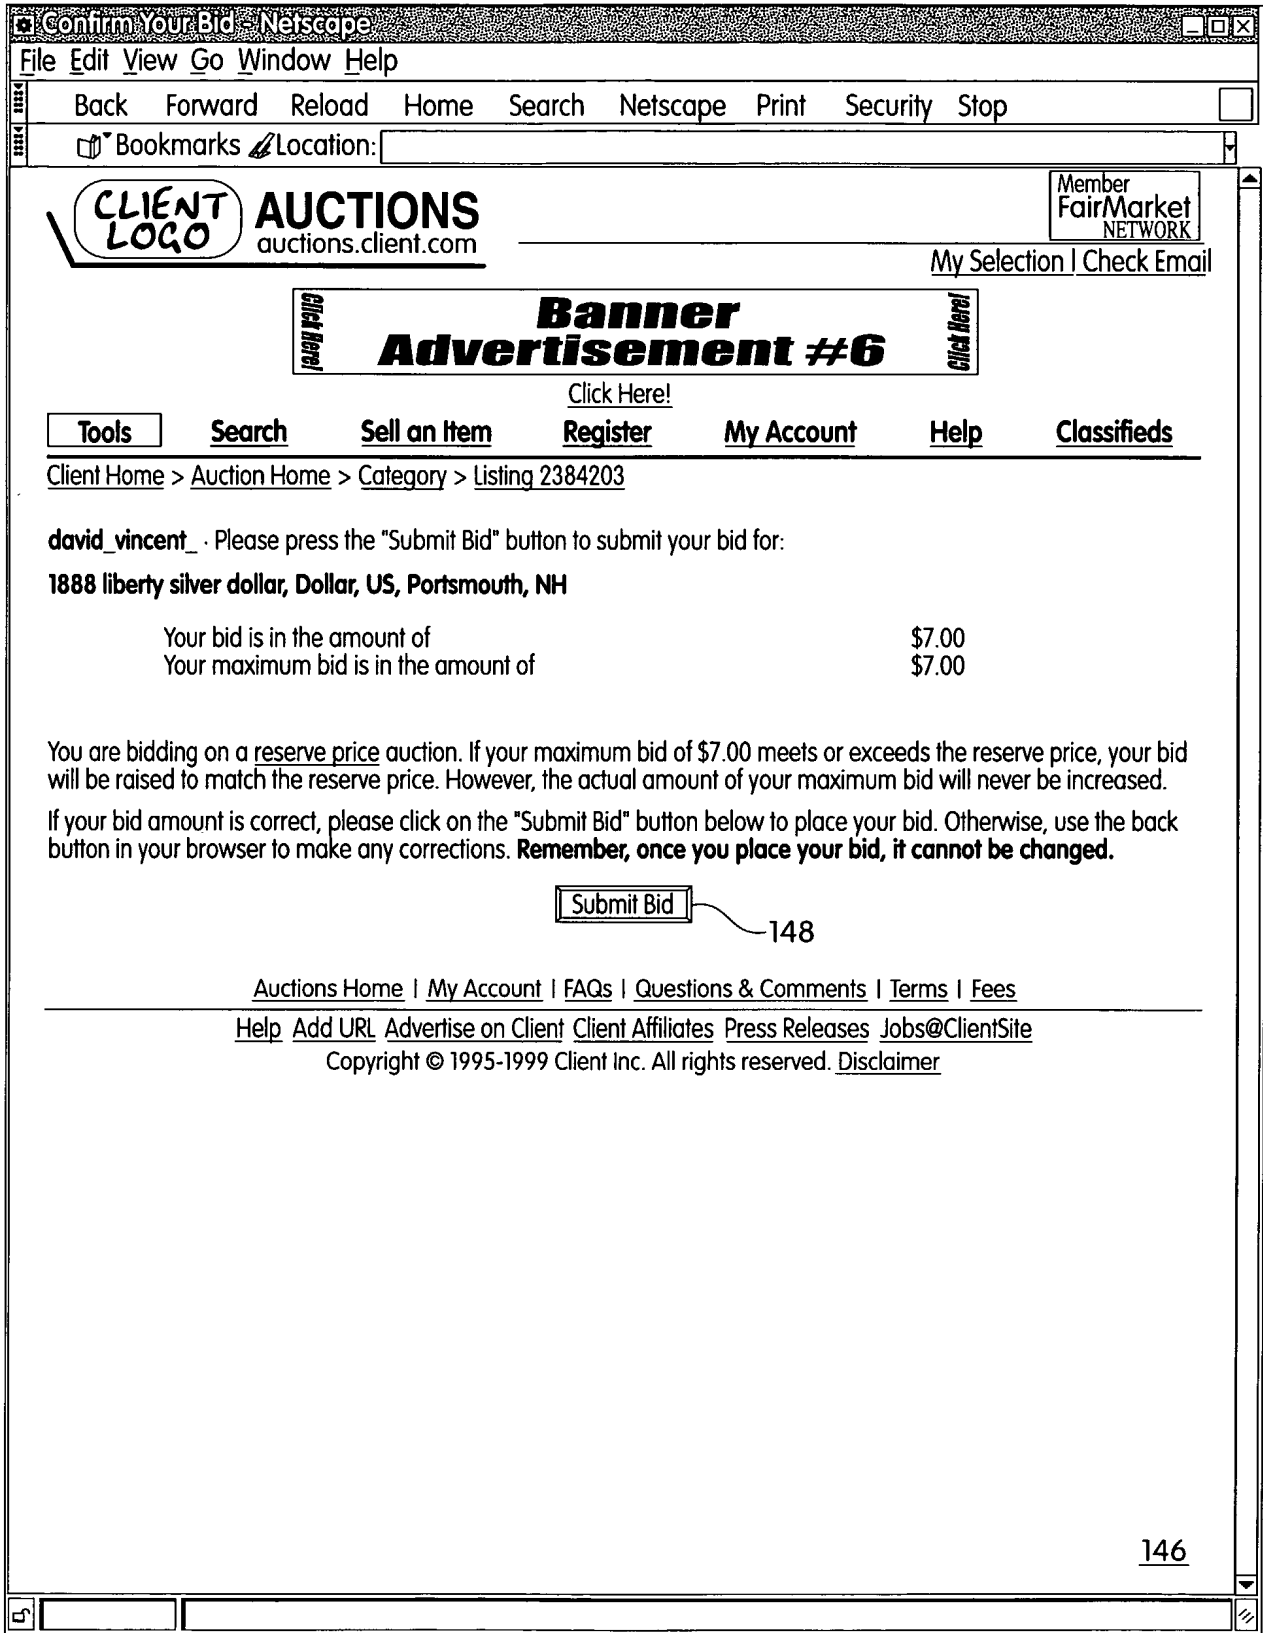 Confirm Your Bid - Netscape
File Edit View Go Window Help
Back Forward Reload Home Search Netscape Print Security Stop
Bookmarks Location:
CLIENT LOGO AUCTIONS
auctions.client.com
Member
FairMarket
NETWORK
My Selection | Check Email
Click Here!
Banner
Advertisement #6
Click Here!
Click Here!
Tools Search Sell an Item Register My Account Help Classifieds
Client Home > Auction Home > Category > Listing 2384203
david_vincent_ · Please press the "Submit Bid" button to submit your bid for:
1888 liberty silver dollar, Dollar, US, Portsmouth, NH
Your bid is in the amount of $7.00
Your maximum bid is in the amount of $7.00
You are bidding on a reserve price auction. If your maximum bid of $7.00 meets or exceeds the reserve price, your bid
will be raised to match the reserve price. However, the actual amount of your maximum bid will never be increased.
If your bid amount is correct, please click on the "Submit Bid" button below to place your bid. Otherwise, use the back
button in your browser to make any corrections. Remember, once you place your bid, it cannot be changed.
Submit Bid
148
Auctions Home | My Account | FAQs | Questions & Comments | Terms | Fees
Help Add URL Advertise on Client Client Affiliates Press Releases Jobs@ClientSite
Copyright © 1995-1999 Client Inc. All rights reserved. Disclaimer
146